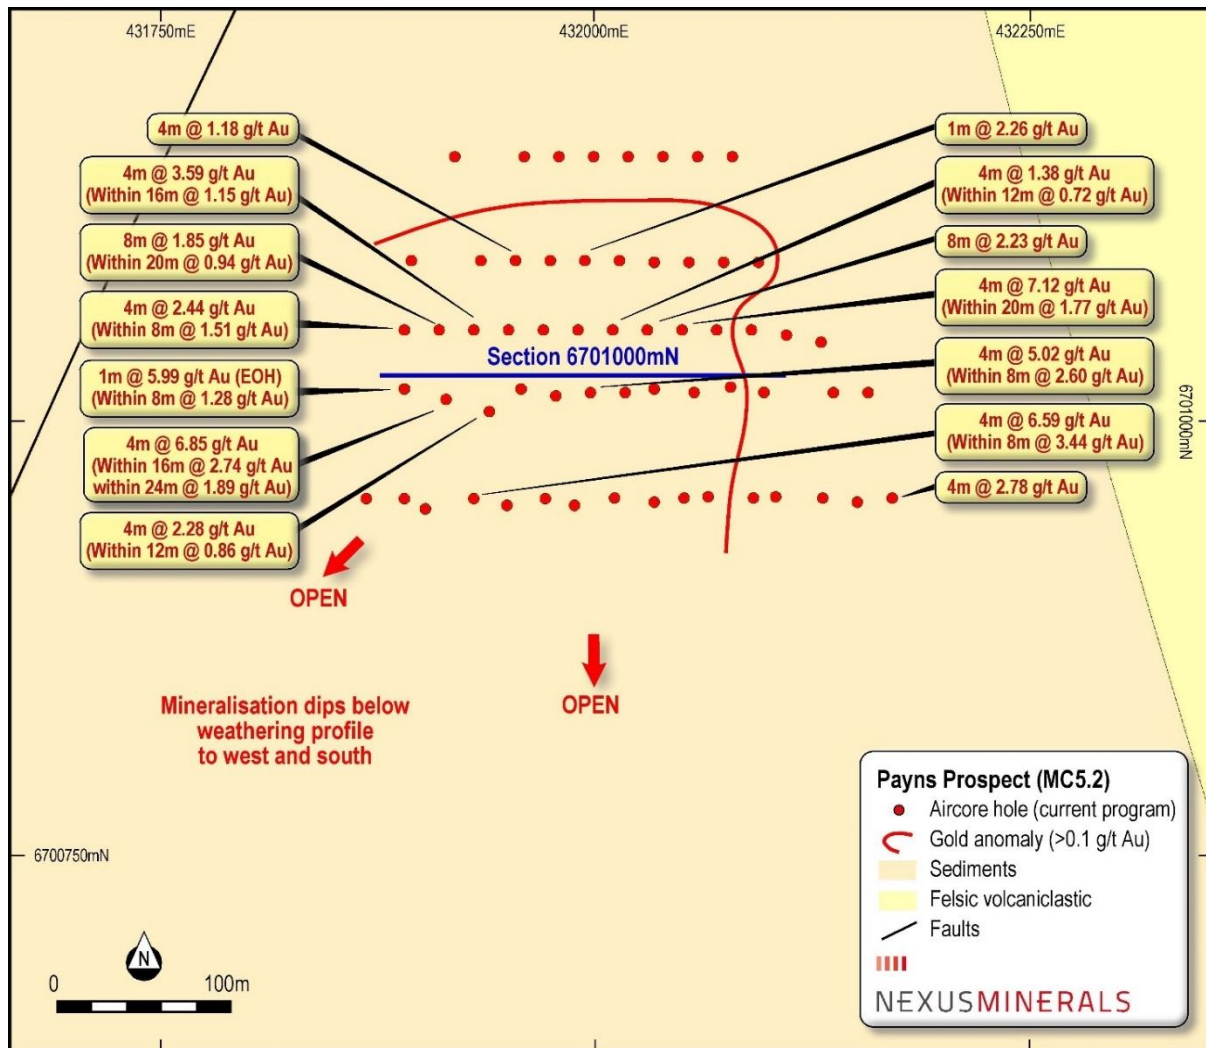 431750mE
432000mE
432250mE
4m @ 1.18 g/t Au
4m @ 3.59 g/t Au
(Within 16m @ 1.15 g/t Au)
8m @ 1.85 g/t Au
(Within 20m @ 0.94 g/t Au)
4m @ 2.44 g/t Au
(Within 8m @ 1.51 g/t Au)
1m @ 5.99 g/t Au (EOH)
(Within 8m @ 1.28 g/t Au)
4m @ 6.85 g/t Au
(Within 16m @ 2.74 g/t Au
within 24m @ 1.89 g/t Au)
4m @ 2.28 g/t Au
(Within 12m @ 0.86 g/t Au)
1m @ 2.26 g/t Au
4m @ 1.38 g/t Au
(Within 12m @ 0.72 g/t Au)
8m @ 2.23 g/t Au
4m @ 7.12 g/t Au
(Within 20m @ 1.77 g/t Au)
4m @ 5.02 g/t Au
(Within 8m @ 2.60 g/t Au)
4m @ 6.59 g/t Au
(Within 8m @ 3.44 g/t Au)
4m @ 2.78 g/t Au
Section 6701000mN
6701000mN
OPEN
OPEN
Mineralisation dips below
weathering profile
to west and south
6700750mN
N
0 100m
Payns Prospect (MC5.2)
Aircore hole (current program)
Gold anomaly (>0.1 g/t Au)
Sediments
Felsic volcaniclastic
Faults
NEXUSMINERALS